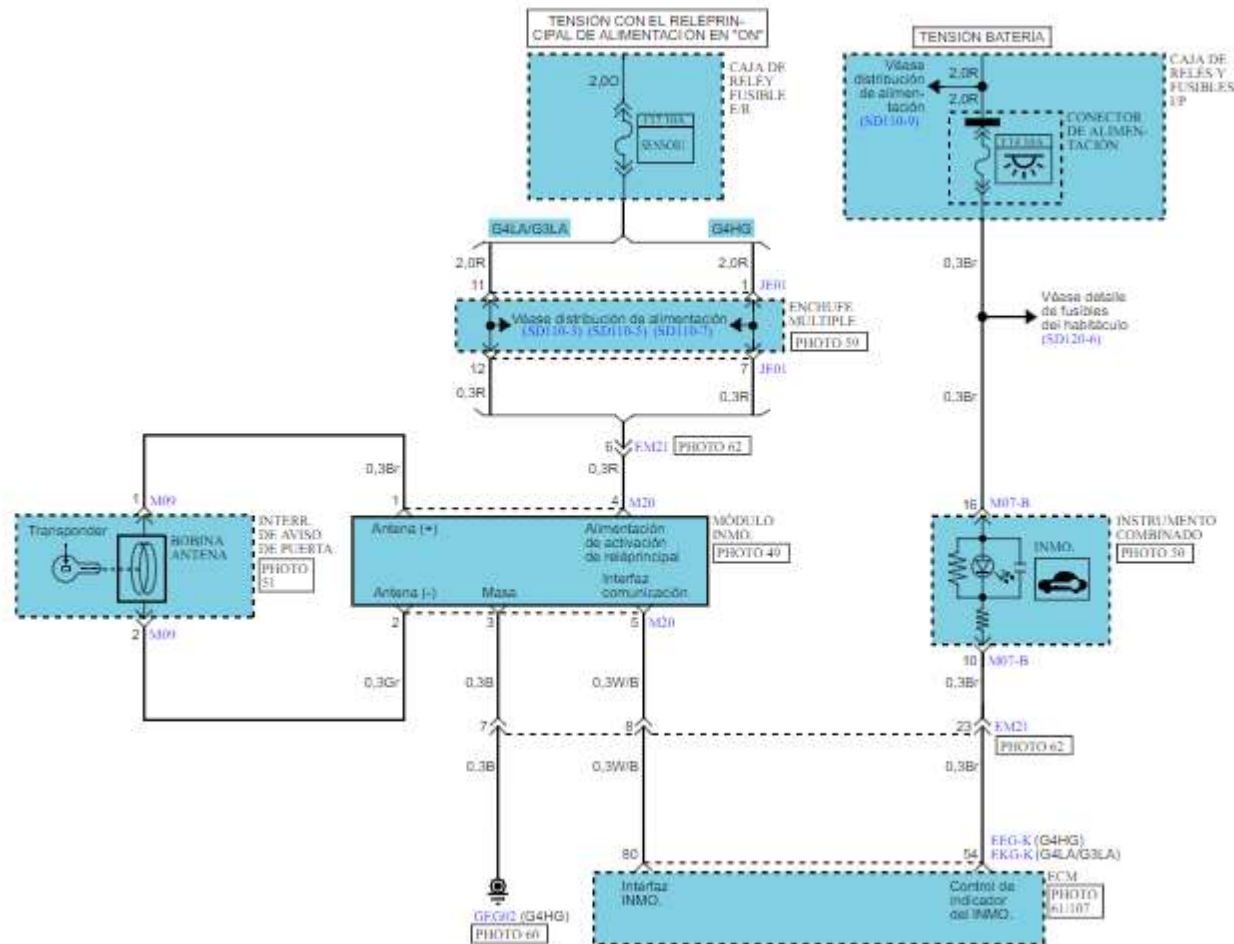 TENSIÓN CON EL RELÉPRIN-
CIPAL DE ALIMENTACIÓN EN "ON"
TENSIÓN BATERÍA
CAJA DE
RELÉY
FUSIBLE
E/R
2,0O
SENSOR1
Véase
distribución
de alimen-
tación
(SD110-9)
2,0R
2,0R
CAJA DE
RELÉS Y
FUSIBLES
I/P
CONECTOR
DE ALIMEN-
TACIÓN
G4LA/G3LA
G4HG
2,0R
2,0R
0,3Br
11
1
JE01
Véase distribución de alimentación
(SD110-3) (SD110-5) (SD110-7)
ENCHUFE
MÚLTIPLE
PHOTO 59
Véase detalle
de fusibles
del habitáculo
(SD120-6)
12
7
JE01
0,3R
0,3R
0,3Br
6
EM21
PHOTO 62
0,3Br
0,3R
1
M09
1
4
M20
16
M07-B
Transponder
BOBINA
ANTENA
INTERR.
DE AVISO
DE PUERTA
PHOTO
51
Antena (+)
Alimentación
de activación
de reléprincipal
Antena (-)
Masa
Interfaz
comunicación
MÓDULO
INMO.
PHOTO 49
INMO.
INSTRUMENTO
COMBINADO
PHOTO 50
2
M09
2
3
5
M20
10
M07-B
0,3Gr
0,3B
0,3W/B
0,3Br
7
8
23
EM21
PHOTO 62
0,3B
0,3W/B
0,3Br
EEG-K (G4HG)
EKG-K (G4LA/G3LA)
80
54
Interfaz
INMO.
Control de
indicador
del INMO.
ECM
PHOTO
61/107
GEG02 (G4HG)
PHOTO 60